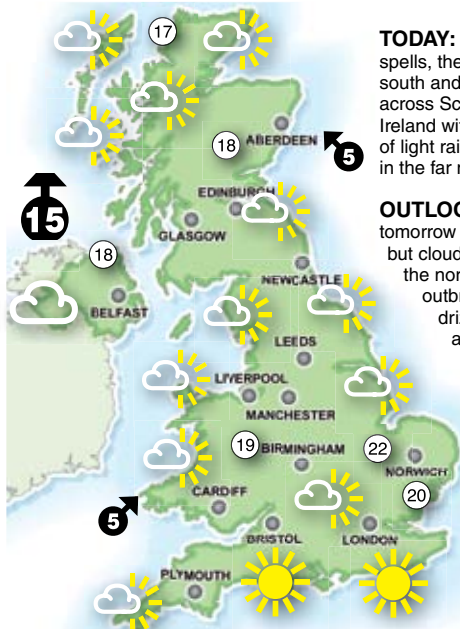 17
TODAY:
spells, the
south and
across Sc
Ireland wi
of light rai
in the far
18
ABERDEEN
5
EDINBURGH
15
GLASGOW
OUTLOO
tomorrow
but cloud
the nor
outbr
driz
a
18
NEWCASTLE
BELFAST
LEEDS
LIVERPOOL
MANCHESTER
19
BIRMINGHAM
22
NORWICH
CARDIFF
20
5
BRISTOL
LONDON
PLYMOUTH